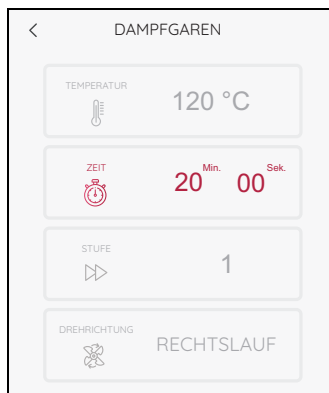 DAMPFGAREN
TEMPERATUR
120 °C
ZEIT
20 Min. 00 Sek.
STUFE
1
DREHRICHTUNG
RECHTSLAUF